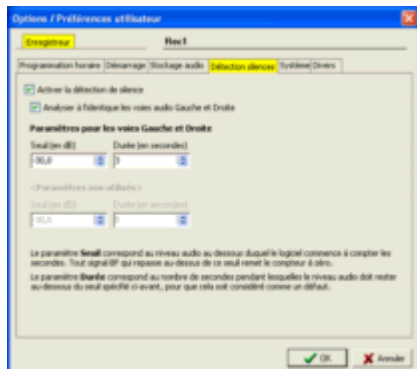 Options / Préférences utilisateur
Enregistreur
Rec1
Programmation horaire Démarrage Stockage audio Détection silences Système Divers
Activer la détection de silence
Analyser à l'identique les voies audio Gauche et Droite
Paramètres pour les voies Gauche et Droite
Seuil (en dB) Durée (en secondes)
-30,0
<Paramètres non utilisés>
Seuil (en dB) Durée (en secondes)
-30,0
Le paramètre Seuil correspond au niveau audio au dessous duquel le logiciel commence à compter les
secondes. Tout signal BF qui repasse au-dessus de ce seuil remet le compteur à zéro.
Le paramètre Durée correspond au nombre de secondes pendant lesquelles le niveau audio doit rester
au-dessous du seuil spécifié ci-avant, pour que cela soit considéré comme un défaut.
OK Annuler